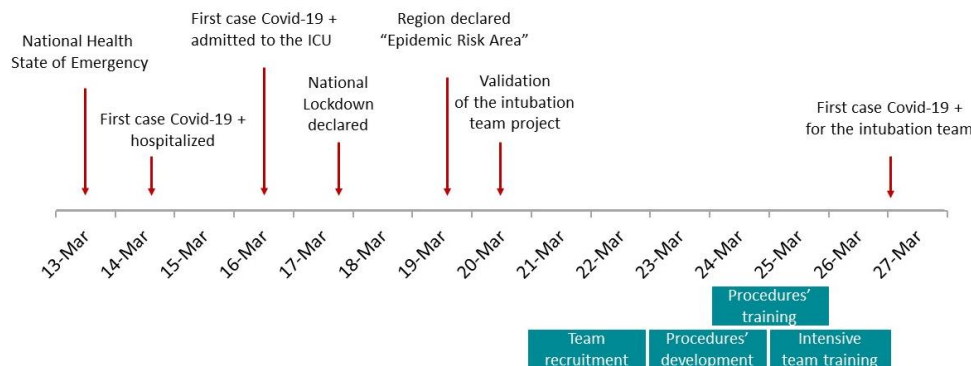 National Health
State of Emergency
First case Covid-19 +
hospitalized
First case Covid-19 +
admitted to the ICU
National
Lockdown
declared
Region declared
“Epidemic Risk Area”
Validation
of the intubation
team project
First case Covid-19 +
for the intubation team
13-Mar
14-Mar
15-Mar
16-Mar
17-Mar
18-Mar
19-Mar
20-Mar
21-Mar
22-Mar
23-Mar
24-Mar
25-Mar
26-Mar
27-Mar
Procedures’
training
Team
recruitment
Procedures’
development
Intensive
team training